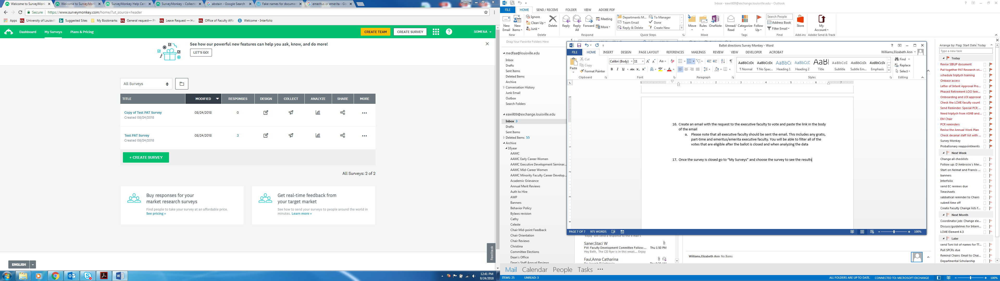 Welcome to SurveyMonk
Welcome to SurveyMonk
SurveyMonkey Help Cent
SurveyMonkey - Collecto
abstain - Google Search
Fake names for documen
emeritus or emerita - Go
Beth
Secure | https://www.surveymonkey.com/home/?ut_source=header
Apps University of Louisvill Suggested Sites My Bookmarks General request— Ph Leave Request — Hu Office of Faculty Affa Welcome - Interfolio
Dashboard My Surveys Plans & Pricing CREATE TEAM CREATE SURVEY SOMFAA
See how our powerful new features can help you ask, know, and do more!
LET'S GO!
All Surveys
TITLE MODIFIED RESPONSES DESIGN COLLECT ANALYZE SHARE MORE
Copy of Test PAT Survey 08/24/2018 0
Created 08/24/2018
Test PAT Survey 08/24/2018 3
Created 08/24/2018
+ CREATE SURVEY
All Surveys: 2 of 2
Buy responses for your
market research surveys
Find people to take your survey at an affordable price.
See pricing »
Get real-time feedback from
your target market
See how to send your surveys to people around the world in
minutes. Learn more »
Feedback
ENGLISH
12:41 PM
8/24/2018
Inbox - eawill09@exchange.louisville.edu - Outlook
FILE HOME SEND / RECEIVE FOLDER VIEW ADOBE PDF
New Email
New Items
New
Ignore
Clean Up
Junk
Delete
Delete
Reply
Reply All
Forward
Meeting
More
Respond
Departments M...
Team Email
Reply & Delete
To Manager
Done
Create New
Quick Steps
Move
Rules
OneNote
Move
Unread/ Read
Categorize
Follow Up
Tags
Search People
Address Book
Filter Email
Find
Store
Add-ins
My Account
Adobe Send & Track
Drag Your Favorite Folders Here
medfaa@louisville.edu
Inbox
Drafts
Sent Items
Deleted Items
Archive
Conversation History
Junk Email
Outbox
Search Folders
eawill09@exchange.louisville.edu
Inbox 3
Drafts
Sent Items
Deleted Items 55
Archive
10year
AAMC
AAMC Early Career Women
AAMC Executive Development Seminar...
AAMC Mid-Career Women
AAMC Minority Faculty Career Develop...
Academic Grievance
Annual Merit Reviews
Auth to Hire
AWP
Banners
Behavior Policy
Bylaws revision
Cathy
Celeste
Chair Mid-point Feedback
Chair Orientation
Chair Reviews
Christina
Committee Elections
Dean's Office
Dean's Staff Annual Reviews
Ballot directions Survey Monkey - Word
FILE HOME INSERT DESIGN PAGE LAYOUT REFERENCES MAILINGS REVIEW VIEW DEVELOPER ACROBAT
Williams,Elizabeth Ann
Paste
Cut
Copy
Format Painter
Clipboard
Calibri (Body) 11
Font
Paragraph
¶ Normal
¶ No Spac...
Heading 1
Heading 2
Title
Subtitle
Subtle Em...
Emphasis
Styles
Find
Replace
Select
Editing
16. Create an email with the request to the executive faculty to vote and paste the link in the body
of the email
a. Please note that all executive faculty should be sent the email. This includes any gratis,
part-time and emeritus/emerita executive faculty. You will be able to filter all of the
votes that are eligible after the ballot is closed and when analyzing the data
17. Once the survey is closed go to “My Surveys” and choose the survey to see the results
PAGE 7 OF 7 975 WORDS 100%
Reply will send a response to the e-mail's
Saner,Staci W
FW: Faculty Development Committee Follow-... Thu 1:50 PM
Hey Beth, The CIS flyer is in this email.... Enjoy
Faul,Anna Catharina
Williams,Elizabeth Ann No Items
Arrange by: Flag: Start Date Today
Type a new task
Today
Revise SIBUP document
Put together PAT Research cri...
schedule triptych training
Onbase access
Letter of Intent Approval Pro...
Phased Retirement LOO tem...
Onboarding and LOI approval
Check the LCME faculty count
Send Reminder: Special PCR ...
Need triptych from ASNB and...
EM Chair
PCR reminders
Revise the Annual Work Plan
Check decanal staff list with ...
Survey Monkey
Probationary reappointments
Next Week
Change all checklists
Follow up: D'Ambrosio's Mer...
Start on Neimat and Francis ...
banners
Interfolio
send EC reviews due
Timesheets
sabbatical reminder to Chairs
submit time off
Create Faculty Change lists f...
Next Month
Coordinator job: Change ele...
Discuss/guidelines for Intern...
LCME Element 4.3
Later
send Toni list of names for TT...
Pull SPCRs due
Remind Chairs: Email to Chai...
Departmental Scholarship
Mail Calendar People Tasks ...
ITEMS: 25 UNREAD: 3
ALL FOLDERS ARE UP TO DATE. CONNECTED TO: MICROSOFT EXCHANGE 100%